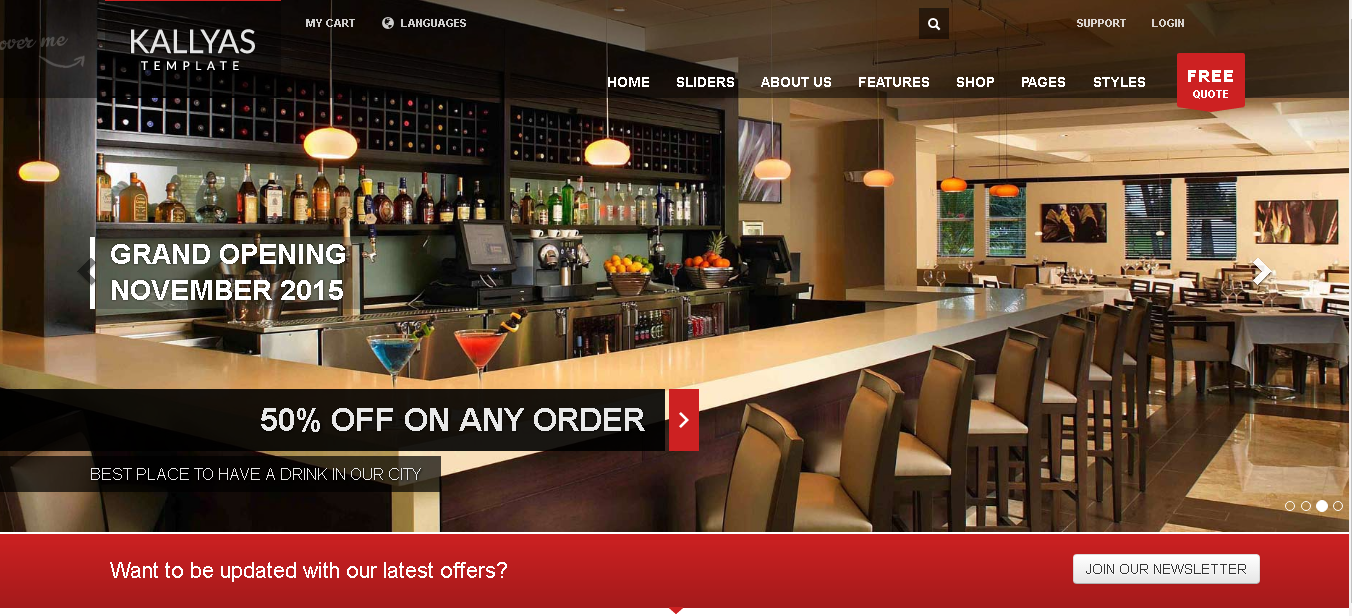 MY CART
LANGUAGES
SUPPORT
LOGIN
over me
KALLYAS
TEMPLATE
HOME
SLIDERS
ABOUT US
FEATURES
SHOP
PAGES
STYLES
FREE
QUOTE
GRAND OPENING
NOVEMBER 2015
50% OFF ON ANY ORDER
BEST PLACE TO HAVE A DRINK IN OUR CITY
Want to be updated with our latest offers?
JOIN OUR NEWSLETTER